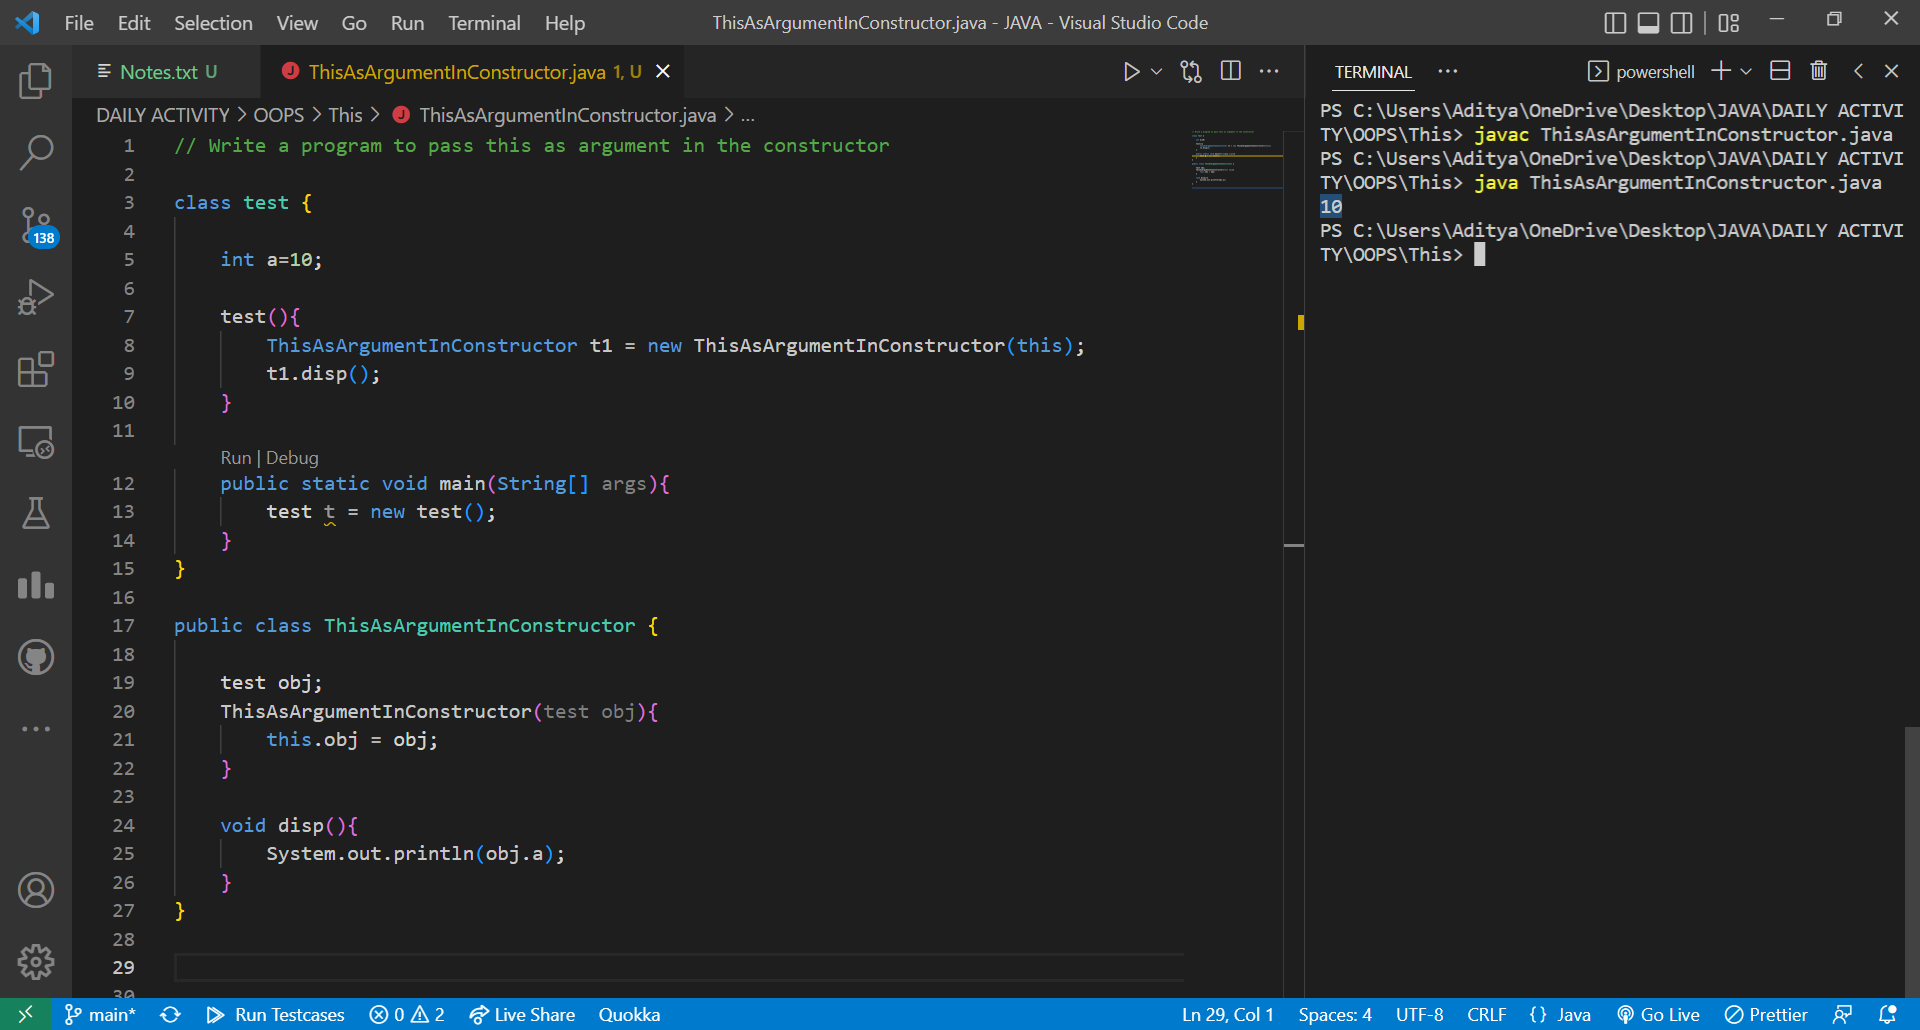 File Edit Selection View Go Run Terminal Help ThisAsArgumentInConstructor.java - JAVA - Visual Studio Code
Notes.txt U
ThisAsArgumentInConstructor.java 1, U
DAILY ACTIVITY > OOPS > This > ThisAsArgumentInConstructor.java > ...
1 // Write a program to pass this as argument in the constructor
2
3 class test {
4
5 int a=10;
6
7 test(){
8 ThisAsArgumentInConstructor t1 = new ThisAsArgumentInConstructor(this);
9 t1.disp();
10 }
11
Run | Debug
12 public static void main(String[] args){
13 test t = new test();
14 }
15 }
16
17 public class ThisAsArgumentInConstructor {
18
19 test obj;
20 ThisAsArgumentInConstructor(test obj){
21 this.obj = obj;
22 }
23
24 void disp(){
25 System.out.println(obj.a);
26 }
27 }
28
29
30
138
TERMINAL ... powershell
PS C:\Users\Aditya\OneDrive\Desktop\JAVA\DAILY ACTIVI
TY\OOPS\This> javac ThisAsArgumentInConstructor.java
PS C:\Users\Aditya\OneDrive\Desktop\JAVA\DAILY ACTIVI
TY\OOPS\This> java ThisAsArgumentInConstructor.java
10
PS C:\Users\Aditya\OneDrive\Desktop\JAVA\DAILY ACTIVI
TY\OOPS\This>
main* Run Testcases 0 2 Live Share Quokka Ln 29, Col 1 Spaces: 4 UTF-8 CRLF {} Java Go Live Prettier